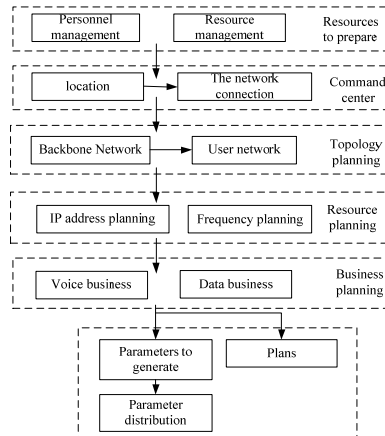 Personnel
management
Resource
management
Resources
to prepare
location
The network
connection
Command
center
Backbone Network
User network
Topology
planning
IP address planning
Frequency planning
Resource
planning
Voice business
Data business
Business
planning
Parameters to
generate
Plans
Parameter
distribution